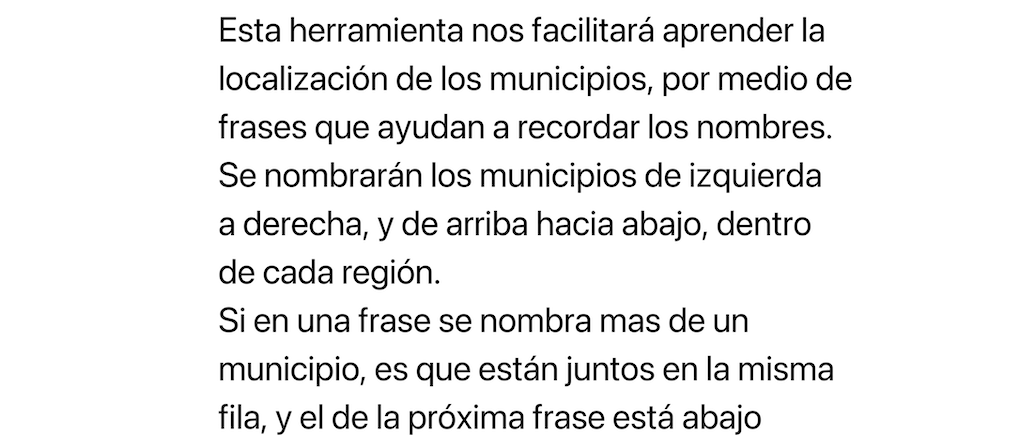 Esta herramienta nos facilitará aprender la
localización de los municipios, por medio de
frases que ayudan a recordar los nombres.
Se nombrarán los municipios de izquierda
a derecha, y de arriba hacia abajo, dentro
de cada región.
Si en una frase se nombra mas de un
municipio, es que están juntos en la misma
fila, y el de la próxima frase está abajo